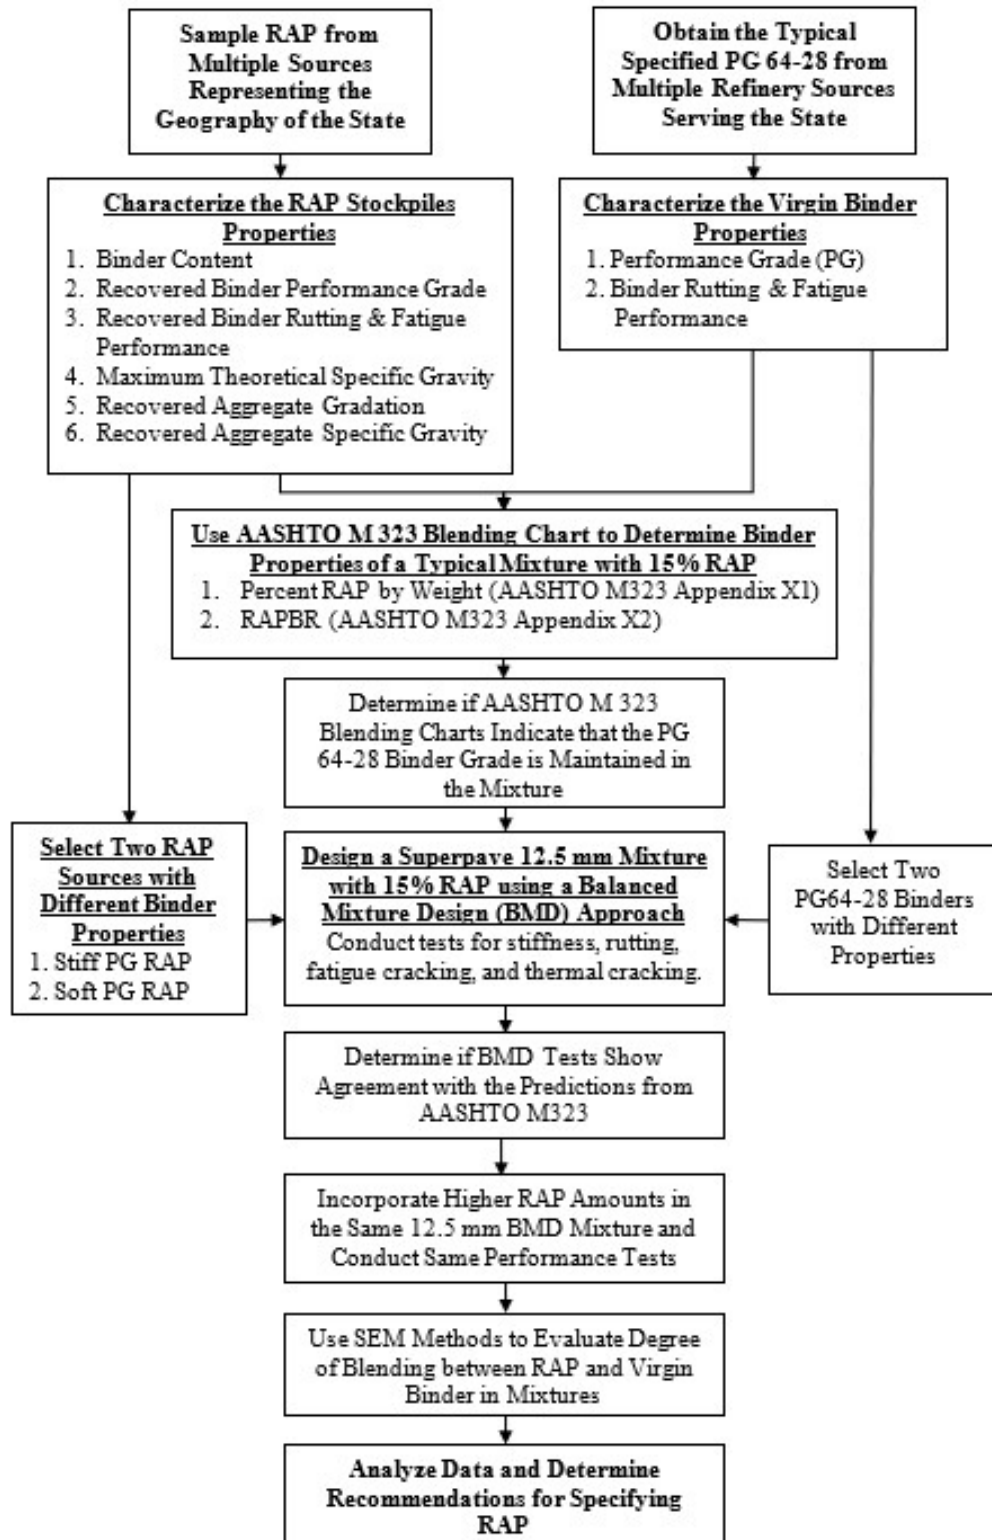 Sample RAP from
Multiple Sources
Representing the
Geography of the State
Obtain the Typical
Specified PG 64-28 from
Multiple Refinery Sources
Serving the State
Characterize the RAP Stockpiles
Properties
1. Binder Content
2. Recovered Binder Performance Grade
3. Recovered Binder Rutting & Fatigue
Performance
4. Maximum Theoretical Specific Gravity
5. Recovered Aggregate Gradation
6. Recovered Aggregate Specific Gravity
Characterize the Virgin Binder
Properties
1. Performance Grade (PG)
2. Binder Rutting & Fatigue
Performance
Use AASHTO M 323 Blending Chart to Determine Binder
Properties of a Typical Mixture with 15% RAP
1. Percent RAP by Weight (AASHTO M323 Appendix X1)
2. RAPBR (AASHTO M323 Appendix X2)
Determine if AASHTO M 323
Blending Charts Indicate that the PG
64-28 Binder Grade is Maintained in
the Mixture
Select Two RAP
Sources with
Different Binder
Properties
1. Stiff PG RAP
2. Soft PG RAP
Design a Superpave 12.5 mm Mixture
with 15% RAP using a Balanced
Mixture Design (BMD) Approach
Conduct tests for stiffness, rutting,
fatigue cracking, and thermal cracking.
Select Two
PG64-28 Binders
with Different
Properties
Determine if BMD Tests Show
Agreement with the Predictions from
AASHTO M323
Incorporate Higher RAP Amounts in
the Same 12.5 mm BMD Mixture and
Conduct Same Performance Tests
Use SEM Methods to Evaluate Degree
of Blending between RAP and Virgin
Binder in Mixtures
Analyze Data and Determine
Recommendations for Specifying
RAP